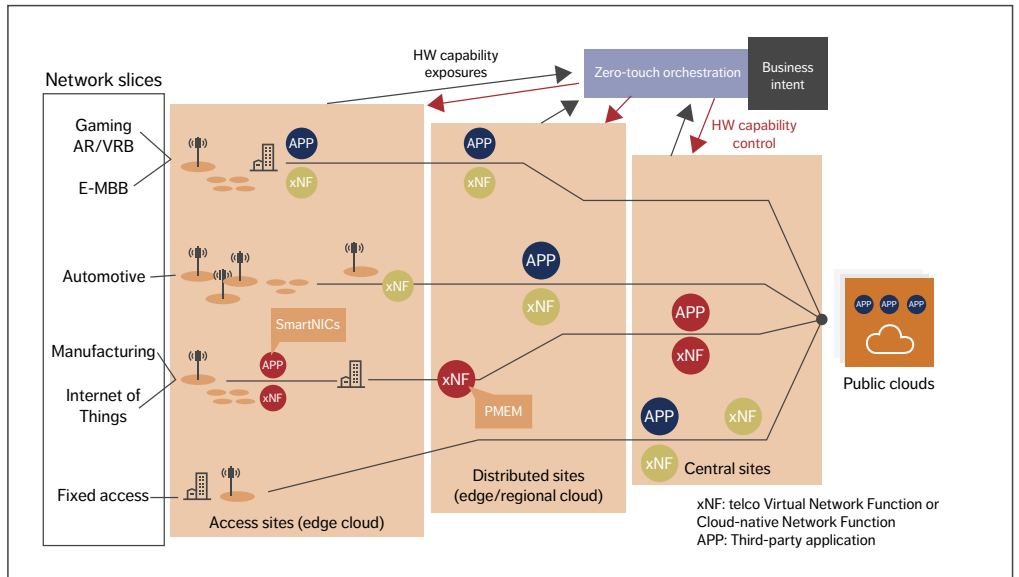 HW capability
exposures
Zero-touch orchestration
Business
intent
Network slices
HW capability
control
Gaming
AR/VRB
E-MBB
APP
xNF
APP
xNF
Automotive
xNF
APP
xNF
SmartNICs
Manufacturing
Internet of
Things
APP
xNF
xNF
PMEM
APP
xNF
APP
xNF
xNF
APP
APP
APP
Public clouds
Fixed access
Access sites (edge cloud)
Distributed sites
(edge/regional cloud)
Central sites
xNF: telco Virtual Network Function or
Cloud-native Network Function
APP: Third-party application